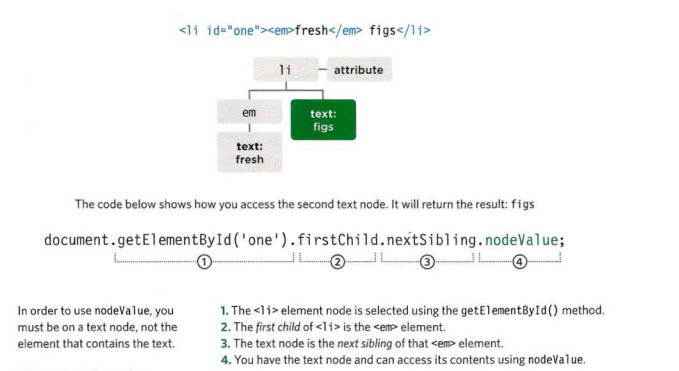 <li id="one"><em>fresh</em> figs</li>
li attribute
em text:
figs
text:
fresh
The code below shows how you access the second text node. It will return the result: figs
document.getElementById('one').firstChild.nextSibling.nodeValue;
1 2 3 4
In order to use nodeValue, you
must be on a text node, not the
element that contains the text.
1. The <li> element node is selected using the getElementById() method.
2. The first child of <li> is the <em> element.
3. The text node is the next sibling of that <em> element.
4. You have the text node and can access its contents using nodeValue.